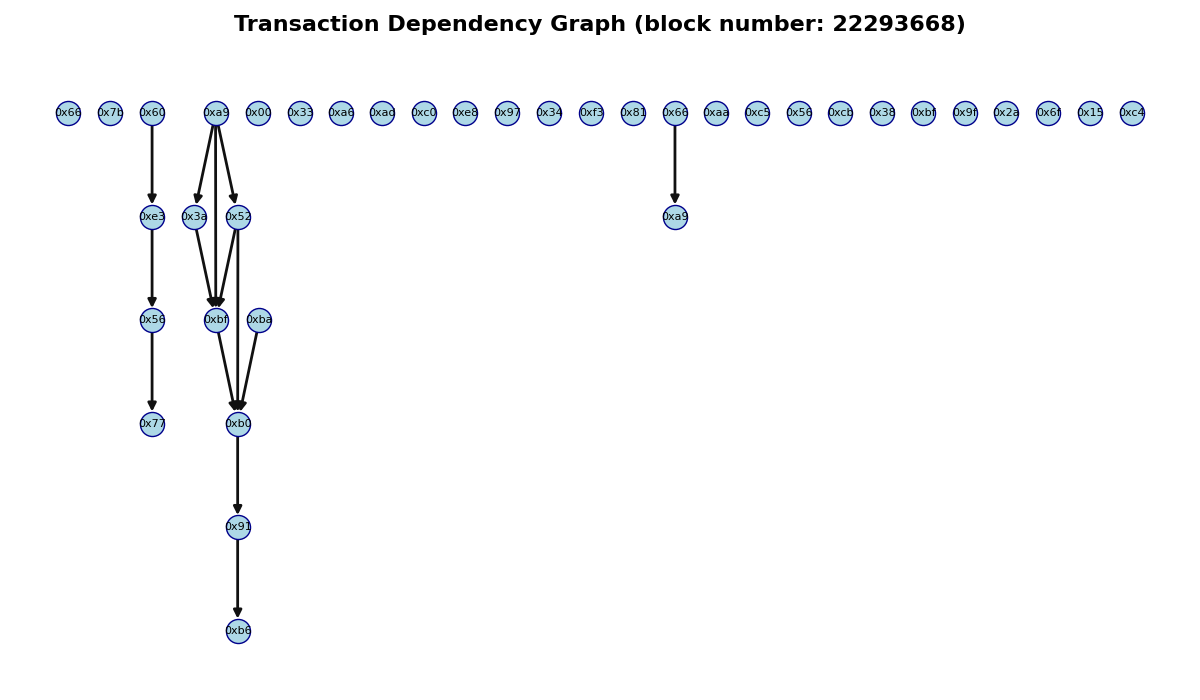 Transaction Dependency Graph (block number: 22293668)
0x66 0x7b 0x60 0xa9 0x00 0x33 0xa6 0xad 0xc0 0xe8 0x97 0x34 0xf3 0x81 0x66 0xaa 0xc5 0x56 0xcb 0x38 0xbf 0x9f 0x2a 0x6f 0x15 0xc4
0xe3 0x3a 0x52 0xa9
0x56 0xbf 0xba
0x77 0xb0
0x91
0xb6